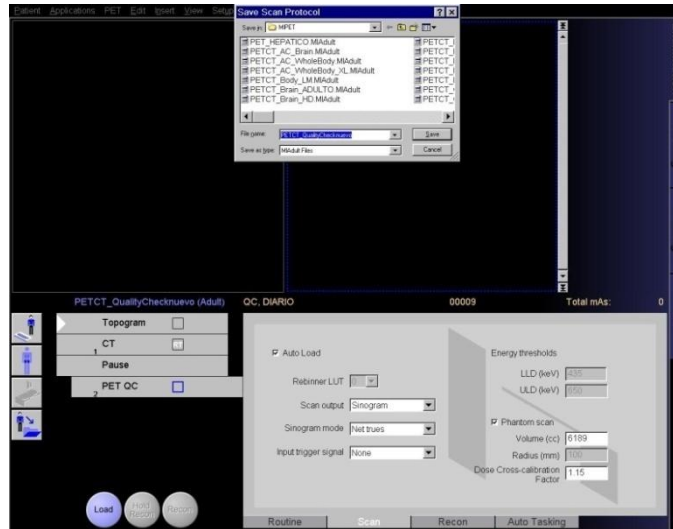 Patient Applications PET Edit Insert View Setup
Save Scan Protocol
Save in: MPET
PET_HEPATICO.MIAdult
PETCT_AC_Brain.MIAdult
PETCT_AC_WholeBody.MIAdult
PETCT_AC_WholeBody_XL.MIAdult
PETCT_Body_LM.MIAdult
PETCT_Brain_ADULTO.MIAdult
PETCT_Brain_HD.MIAdult
File name: PETCT_QualityChecknuevo Save
Save as type: MIAdult Files Cancel
PETCT_QualityChecknuevo (Adult) QC, DIARIO 00009 Total mAs: 0
Topogram
1 CT
Pause
2 PET QC
Load Hold Recon Recon
Auto Load
Rebinner LUT 0
Scan output Sinogram
Sinogram mode Net trues
Input trigger signal None
Energy thresholds
LLD (keV) 435
ULD (keV) 650
Phantom scan
Volume (cc) 6189
Radius (mm) 100
Dose Cross-calibration Factor 1.15
Routine Scan Recon Auto Tasking